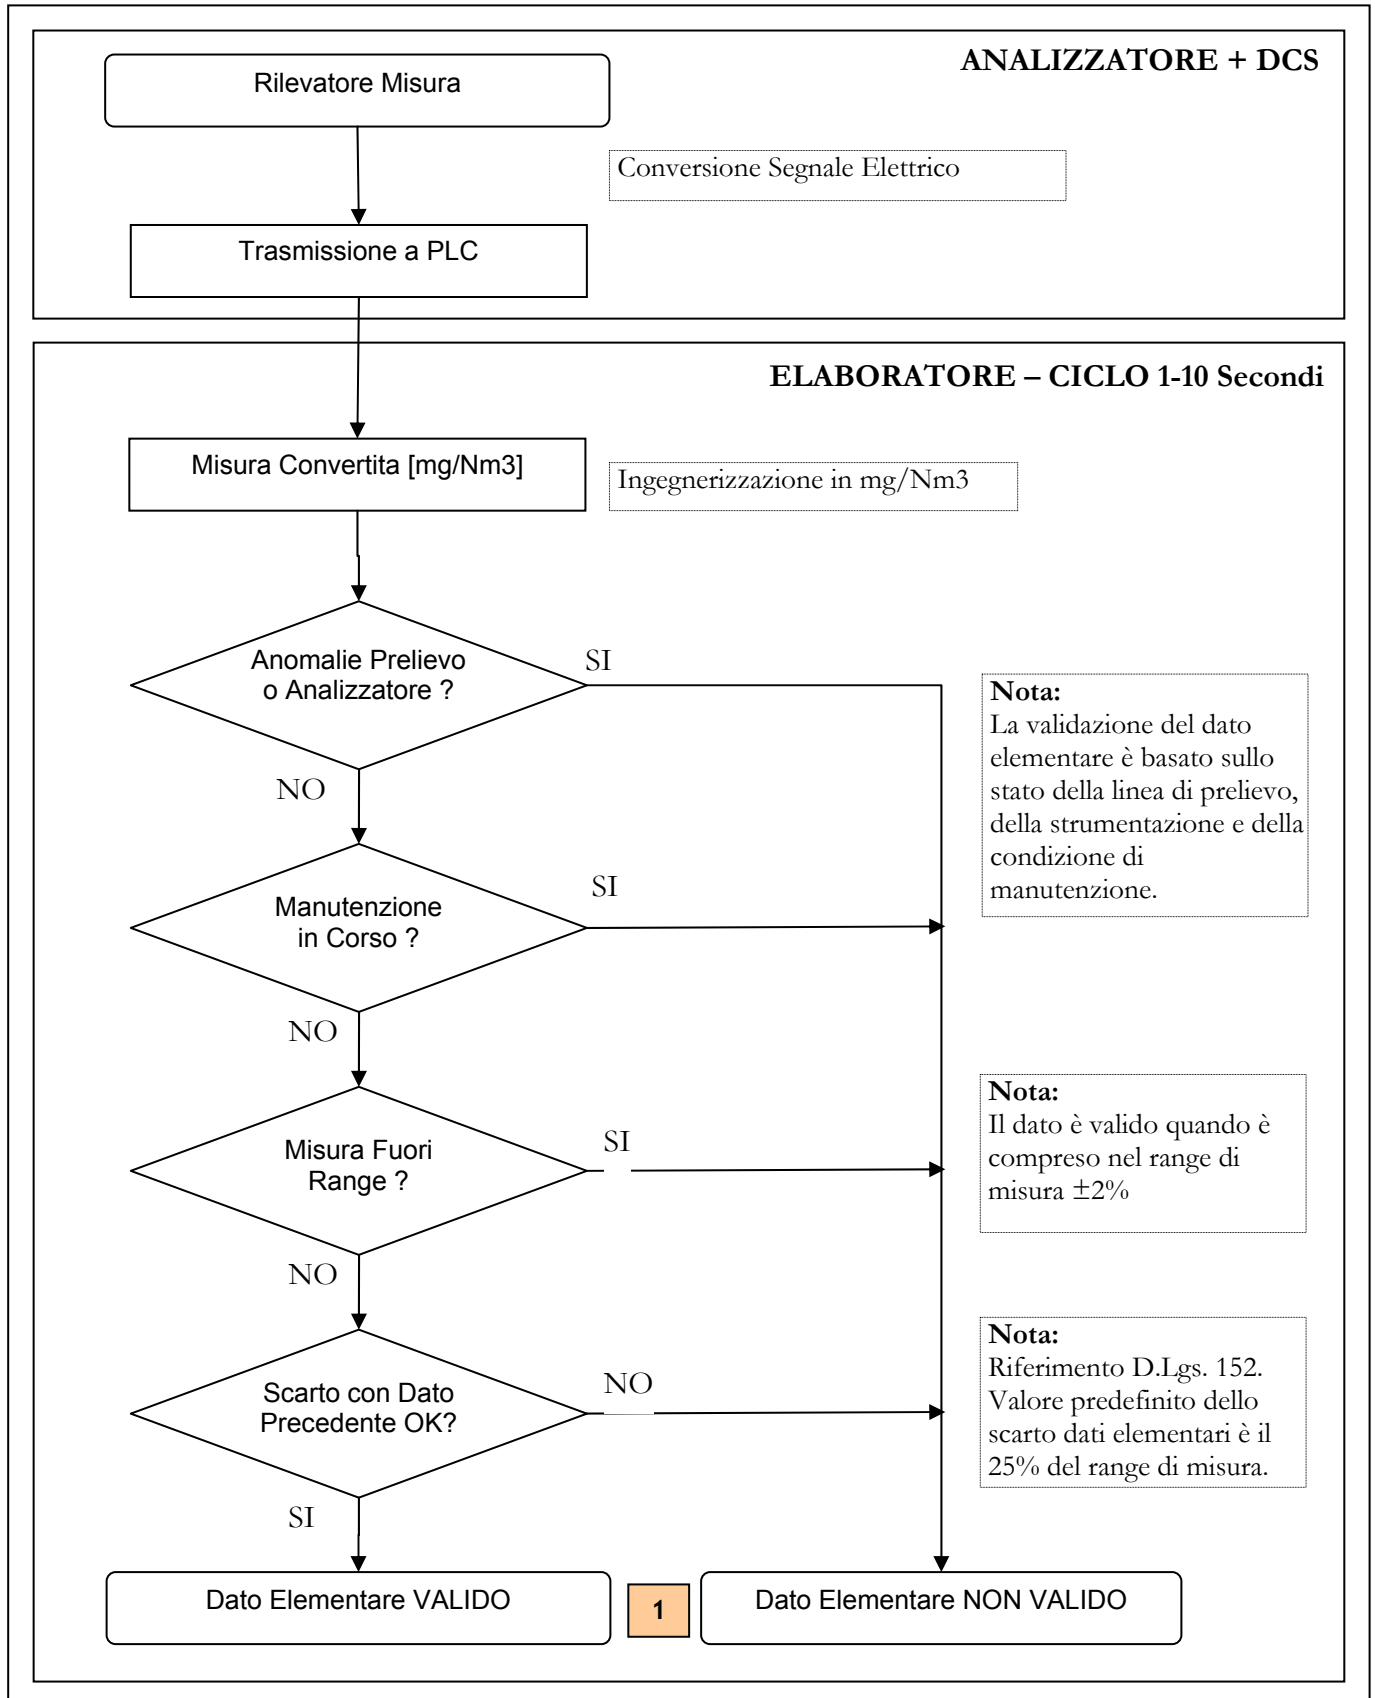 ANALIZZATORE + DCS
Rilevatore Misura
Conversione Segnale Elettrico
Trasmissione a PLC
ELABORATORE – CICLO 1-10 Secondi
Misura Convertita [mg/Nm3]
Ingegnerizzazione in mg/Nm3
Anomalie Prelievo
o Analizzatore ?
SI
NO
Nota:
La validazione del dato
elementare è basato sullo
stato della linea di prelievo,
della strumentazione e della
condizione di
manutenzione.
Manutenzione
in Corso ?
SI
NO
Misura Fuori
Range ?
SI
NO
Nota:
Il dato è valido quando è
compreso nel range di
misura ±2%
Scarto con Dato
Precedente OK?
NO
SI
Nota:
Riferimento D.Lgs. 152.
Valore predefinito dello
scarto dati elementari è il
25% del range di misura.
Dato Elementare VALIDO
1
Dato Elementare NON VALIDO